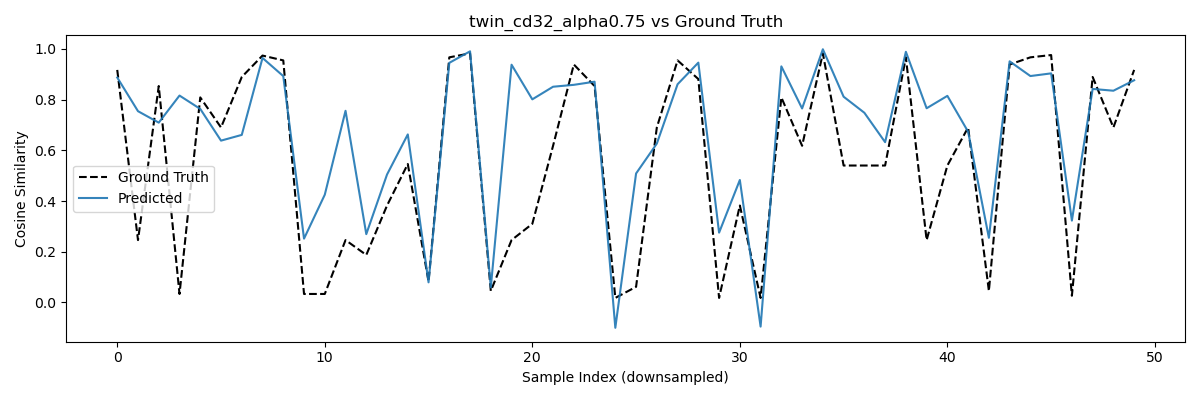 twin_cd32_alpha0.75 vs Ground Truth
Cosine Similarity
1.0
0.8
0.6
0.4
0.2
0.0
Ground Truth
Predicted
0 10 20 30 40 50
Sample Index (downsampled)